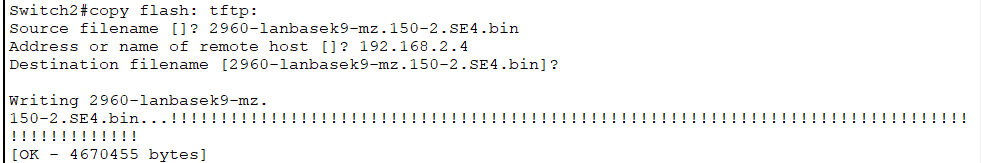 Switch2#copy flash: tftp:
Source filename []? 2960-lanbasek9-mz.150-2.SE4.bin
Address or name of remote host []? 192.168.2.4
Destination filename [2960-lanbasek9-mz.150-2.SE4.bin]?
Writing 2960-lanbasek9-mz.
150-2.SE4.bin...!!!!!!!!!!!!!!!!!!!!!!!!!!!!!!!!!!!!!!!!!!!!!!!!!!!!!!!!!!!!!!!!!!!!!!!!!!!!!!!!
!!!!!!!!!!!!!
[OK - 4670455 bytes]